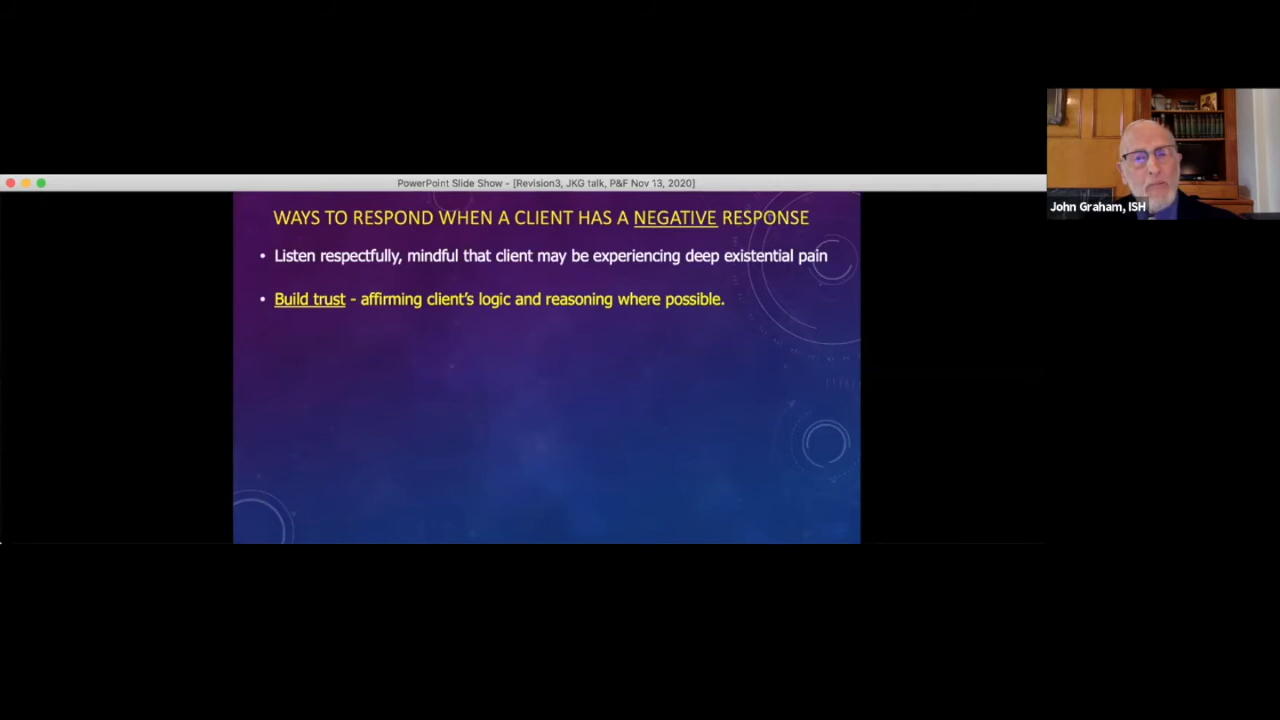 PowerPoint Slide Show - [Revision3, JKG talk, P&F Nov 13, 2020]
WAYS TO RESPOND WHEN A CLIENT HAS A NEGATIVE RESPONSE
• Listen respectfully, mindful that client may be experiencing deep existential pain
• Build trust - affirming client's logic and reasoning where possible.
John Graham, ISH